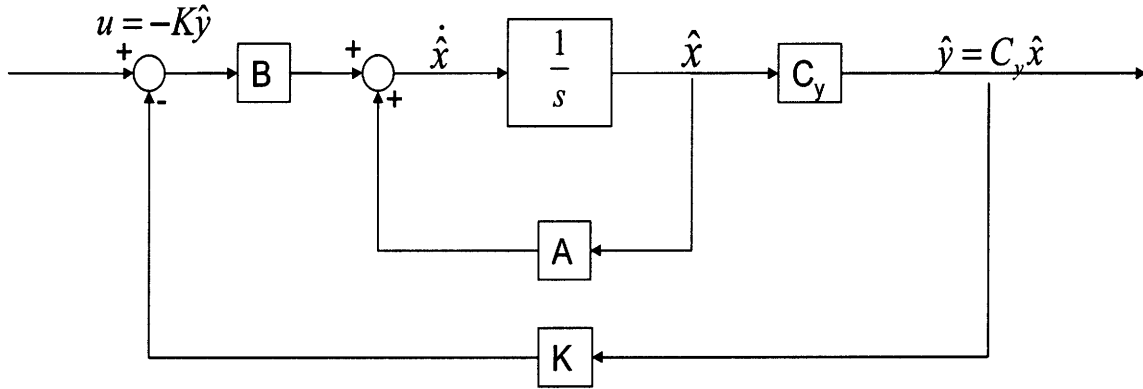 u = −Kŷ
+
-
B
+
+
ẋ̂
1
s
x̂
C_y
ŷ = C_y x̂
A
K